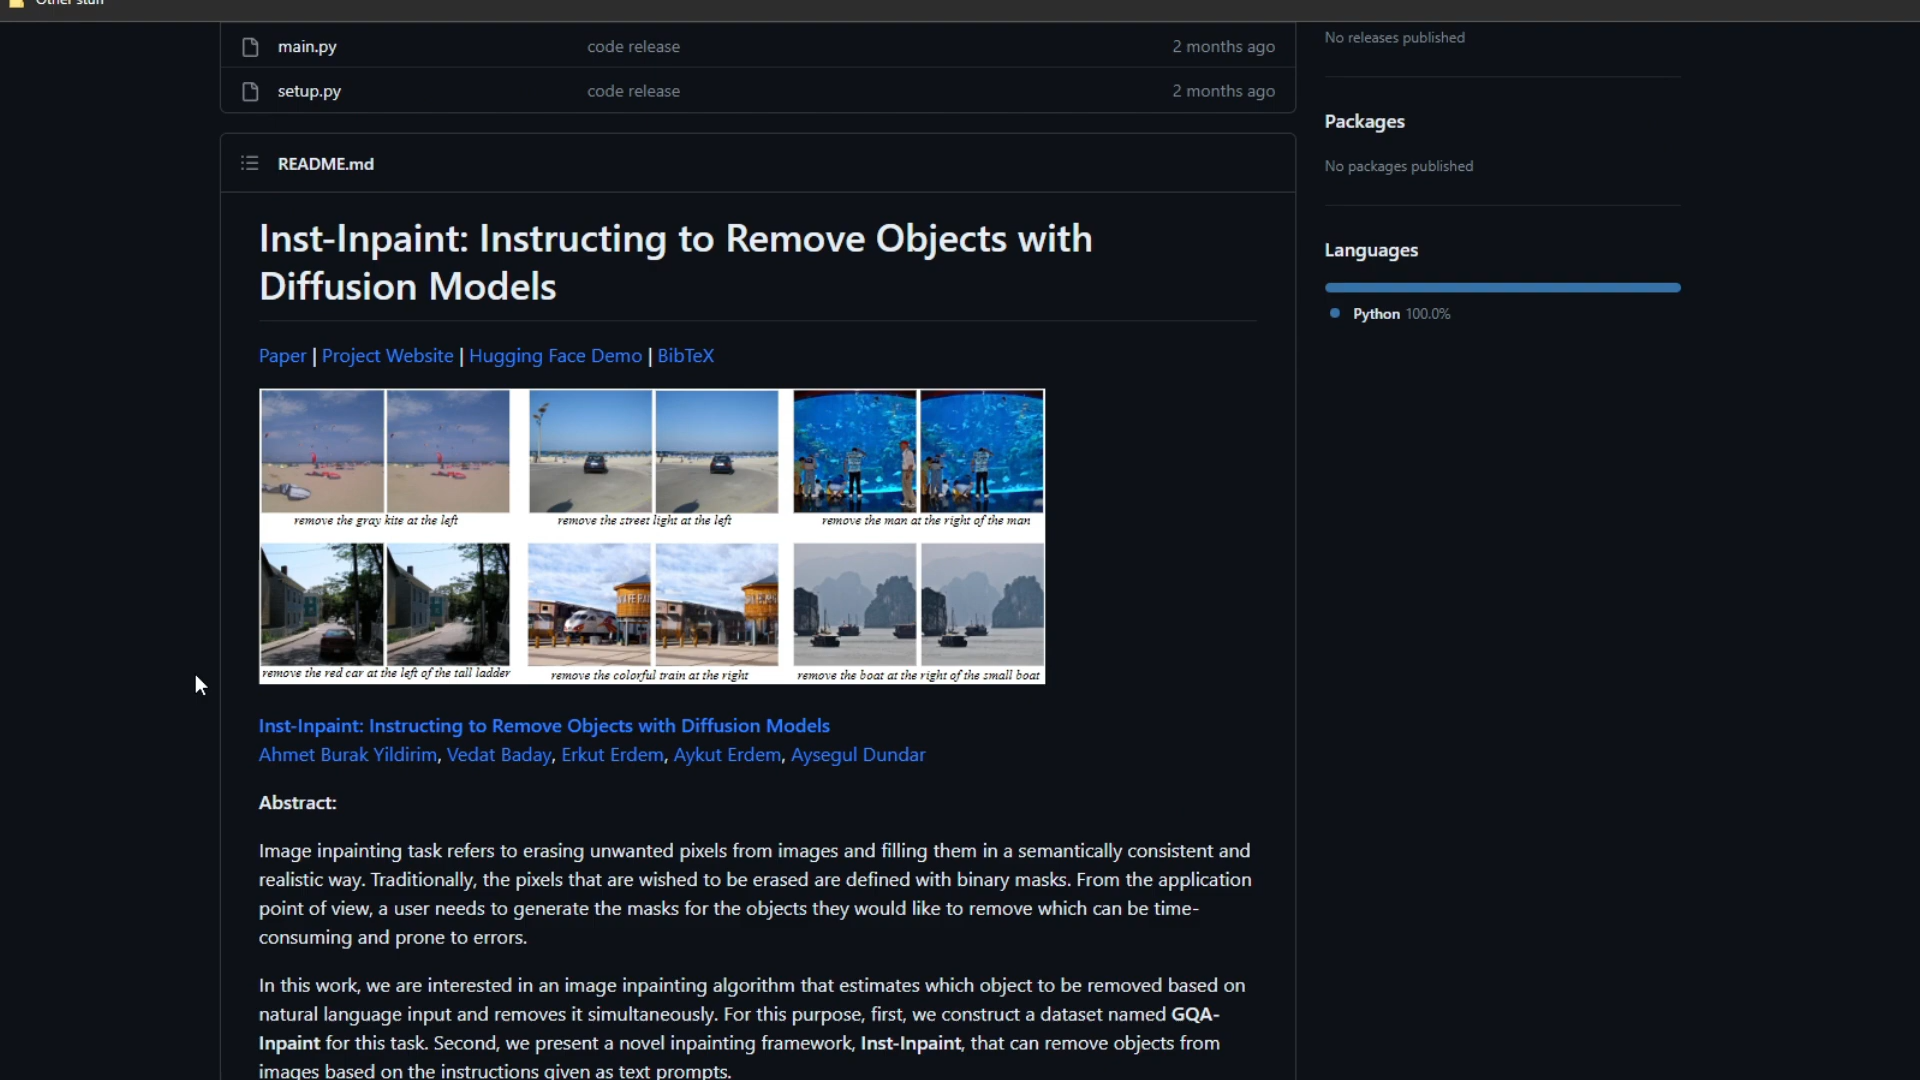 Other stuff
main.py code release 2 months ago
setup.py code release 2 months ago
README.md
Inst-Inpaint: Instructing to Remove Objects with
Diffusion Models
Paper | Project Website | Hugging Face Demo | BibTeX
remove the gray kite at the left
remove the street light at the left
remove the man at the right of the man
remove the red car at the left of the tall ladder
remove the colorful train at the right
remove the boat at the right of the small boat
Inst-Inpaint: Instructing to Remove Objects with Diffusion Models
Ahmet Burak Yildirim, Vedat Baday, Erkut Erdem, Aykut Erdem, Aysegul Dundar
Abstract:
Image inpainting task refers to erasing unwanted pixels from images and filling them in a semantically consistent and
realistic way. Traditionally, the pixels that are wished to be erased are defined with binary masks. From the application
point of view, a user needs to generate the masks for the objects they would like to remove which can be time-
consuming and prone to errors.
In this work, we are interested in an image inpainting algorithm that estimates which object to be removed based on
natural language input and removes it simultaneously. For this purpose, first, we construct a dataset named GQA-
Inpaint for this task. Second, we present a novel inpainting framework, Inst-Inpaint, that can remove objects from
images based on the instructions given as text prompts.
No releases published
Packages
No packages published
Languages
Python 100.0%